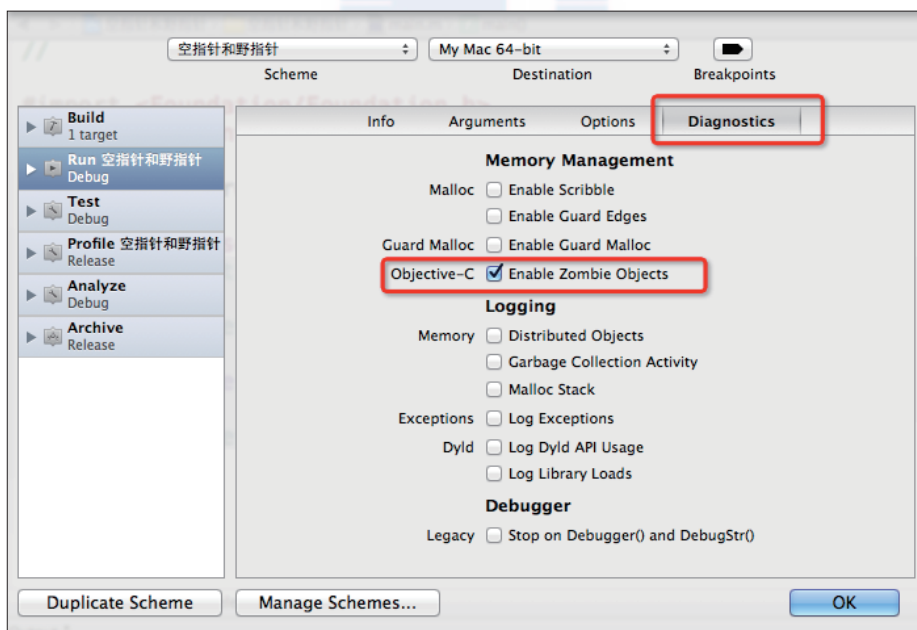 空指针和野指针
My Mac 64-bit
Scheme
Destination
Breakpoints
Build
1 target
Run 空指针和野指针
Debug
Test
Debug
Profile 空指针和野指针
Release
Analyze
Debug
Archive
Release
Info
Arguments
Options
Diagnostics
Memory Management
Malloc Enable Scribble
Enable Guard Edges
Guard Malloc Enable Guard Malloc
Objective-C Enable Zombie Objects
Logging
Memory Distributed Objects
Garbage Collection Activity
Malloc Stack
Exceptions Log Exceptions
Dyld Log Dyld API Usage
Log Library Loads
Debugger
Legacy Stop on Debugger() and DebugStr()
Duplicate Scheme
Manage Schemes...
OK